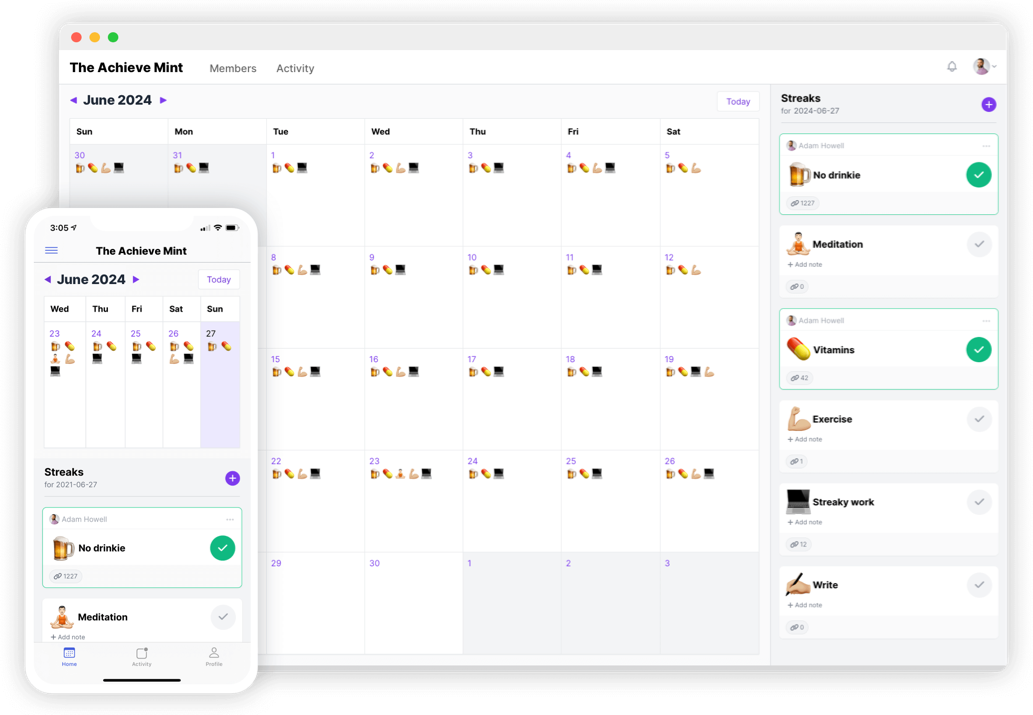 The Achieve Mint
Members
Activity
June 2024
Today
Sun Mon Tue Wed Thu Fri Sat
30 31 1 2 3 4 5
8 9 10 11 12
15 16 17 18 19
22 23 24 25 26
29 30 1 2 3
Streaks
for 2024-06-27
Adam Howell
No drinkie
1227
Meditation
+ Add note
0
Adam Howell
Vitamins
42
Exercise
+ Add note
1
Streaky work
+ Add note
12
Write
+ Add note
0
3:05
The Achieve Mint
June 2024
Today
Wed Thu Fri Sat Sun
23 24 25 26 27
Streaks
for 2021-06-27
Adam Howell
No drinkie
1227
Meditation
+ Add note
Home Activity Profile